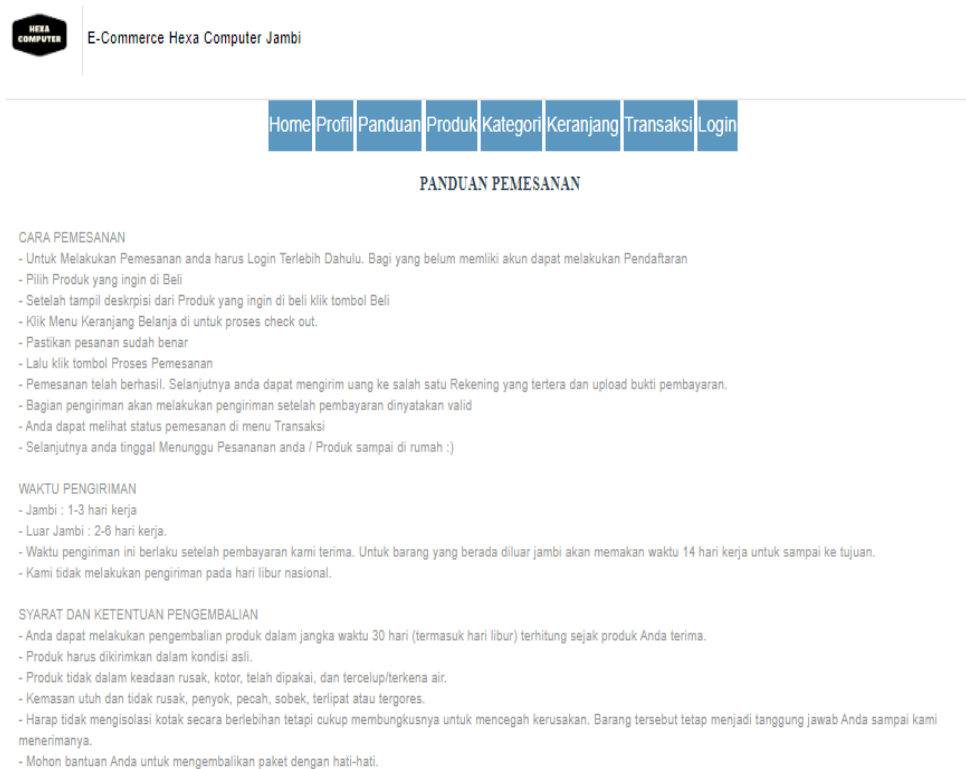 HEXA
COMPUTER
E-Commerce Hexa Computer Jambi
Home Profil Panduan Produk Kategori Keranjang Transaksi Login
PANDUAN PEMESANAN
CARA PEMESANAN
- Untuk Melakukan Pemesanan anda harus Login Terlebih Dahulu. Bagi yang belum memliki akun dapat melakukan Pendaftaran
- Pilih Produk yang ingin di Beli
- Setelah tampil deskrpisi dari Produk yang ingin di beli klik tombol Beli
- Klik Menu Keranjang Belanja di untuk proses check out.
- Pastikan pesanan sudah benar
- Lalu klik tombol Proses Pemesanan
- Pemesanan telah berhasil. Selanjutnya anda dapat mengirim uang ke salah satu Rekening yang tertera dan upload bukti pembayaran.
- Bagian pengiriman akan melakukan pengiriman setelah pembayaran dinyatakan valid
- Anda dapat melihat status pemesanan di menu Transaksi
- Selanjutnya anda tinggal Menunggu Pesananan anda / Produk sampai di rumah :)
WAKTU PENGIRIMAN
- Jambi : 1-3 hari kerja
- Luar Jambi : 2-6 hari kerja.
- Waktu pengiriman ini berlaku setelah pembayaran kami terima. Untuk barang yang berada diluar jambi akan memakan waktu 14 hari kerja untuk sampai ke tujuan.
- Kami tidak melakukan pengiriman pada hari libur nasional.
SYARAT DAN KETENTUAN PENGEMBALIAN
- Anda dapat melakukan pengembalian produk dalam jangka waktu 30 hari (termasuk hari libur) terhitung sejak produk Anda terima.
- Produk harus dikirimkan dalam kondisi asli.
- Produk tidak dalam keadaan rusak, kotor, telah dipakai, dan tercelup/terkena air.
- Kemasan utuh dan tidak rusak, penyok, pecah, sobek, terlipat atau tergores.
- Harap tidak mengisolasi kotak secara berlebihan tetapi cukup membungkusnya untuk mencegah kerusakan. Barang tersebut tetap menjadi tanggung jawab Anda sampai kami
menerimanya.
- Mohon bantuan Anda untuk mengembalikan paket dengan hati-hati.